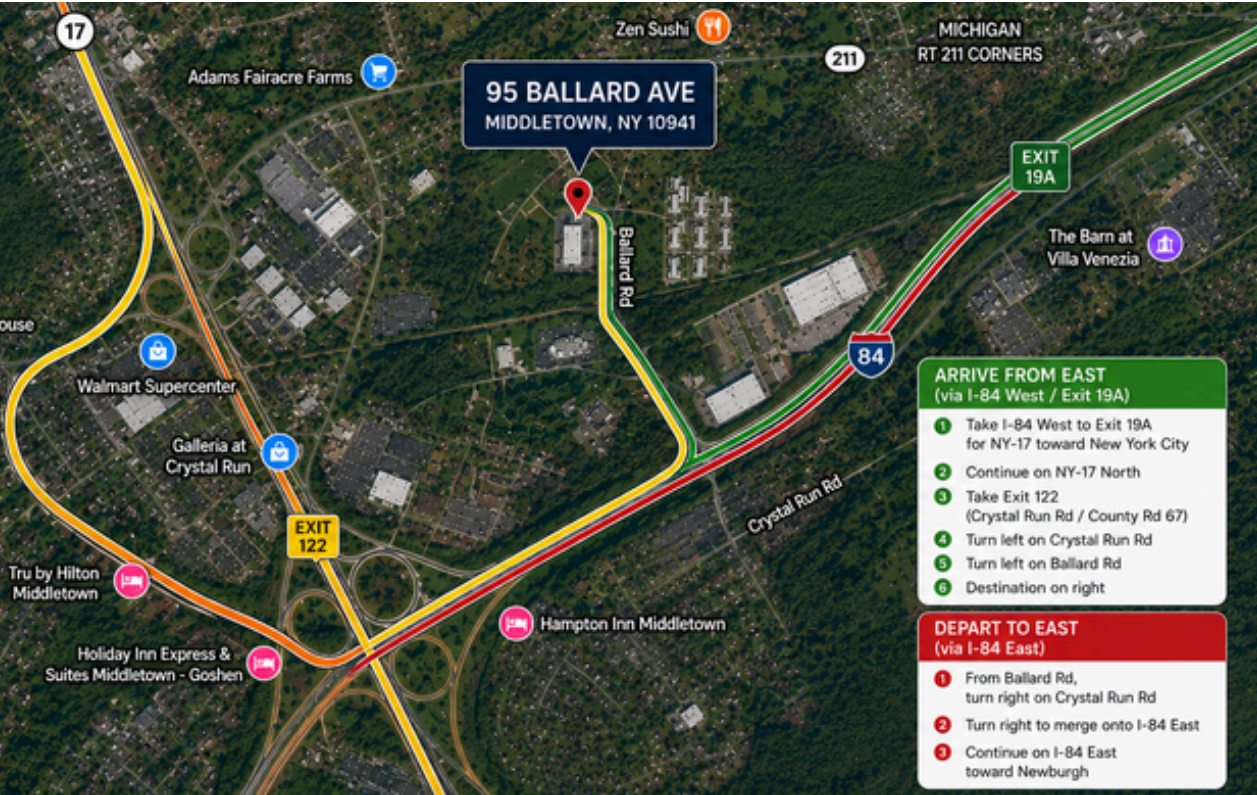 17
Zen Sushi
MICHIGAN
RT 211 CORNERS
211
Adams Fairacre Farms
95 BALLARD AVE
MIDDLETOWN, NY 10941
EXIT
19A
Ballard Rd
The Barn at
Villa Venezia
ouse
84
Walmart Supercenter
Galleria at
Crystal Run
Crystal Run Rd
EXIT
122
Tru by Hilton
Middletown
Hampton Inn Middletown
Holiday Inn Express &
Suites Middletown - Goshen
ARRIVE FROM EAST
(via I-84 West / Exit 19A)
1 Take I-84 West to Exit 19A
for NY-17 toward New York City
2 Continue on NY-17 North
3 Take Exit 122
(Crystal Run Rd / County Rd 67)
4 Turn left on Crystal Run Rd
5 Turn left on Ballard Rd
6 Destination on right
DEPART TO EAST
(via I-84 East)
1 From Ballard Rd,
turn right on Crystal Run Rd
2 Turn right to merge onto I-84 East
3 Continue on I-84 East
toward Newburgh